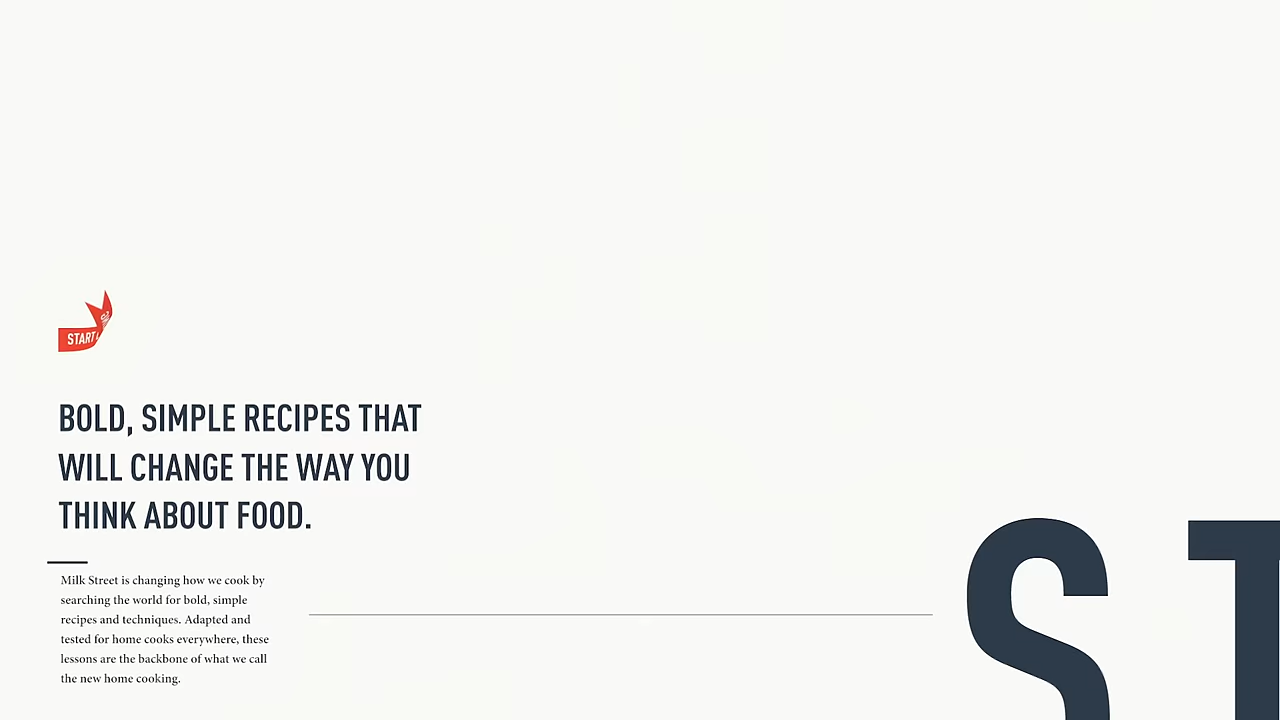 START
BOLD, SIMPLE RECIPES THAT
WILL CHANGE THE WAY YOU
THINK ABOUT FOOD.
Milk Street is changing how we cook by
searching the world for bold, simple
recipes and techniques. Adapted and
tested for home cooks everywhere, these
lessons are the backbone of what we call
the new home cooking.
ST